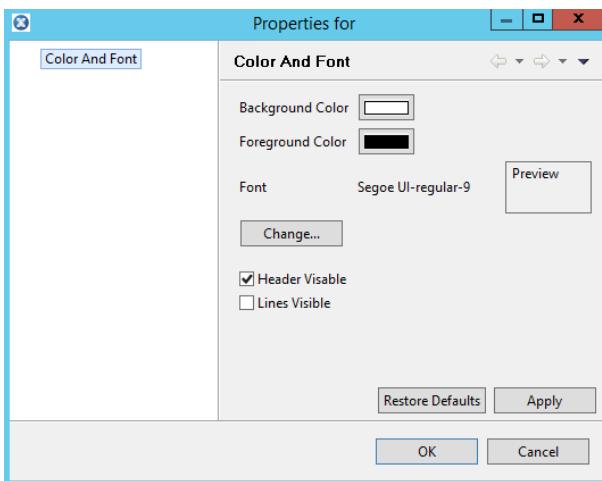 Properties for
Color And Font
Color And Font
Background Color
Foreground Color
Font Segoe UI-regular-9 Preview
Change...
Header Visable
Lines Visible
Restore Defaults Apply
OK Cancel